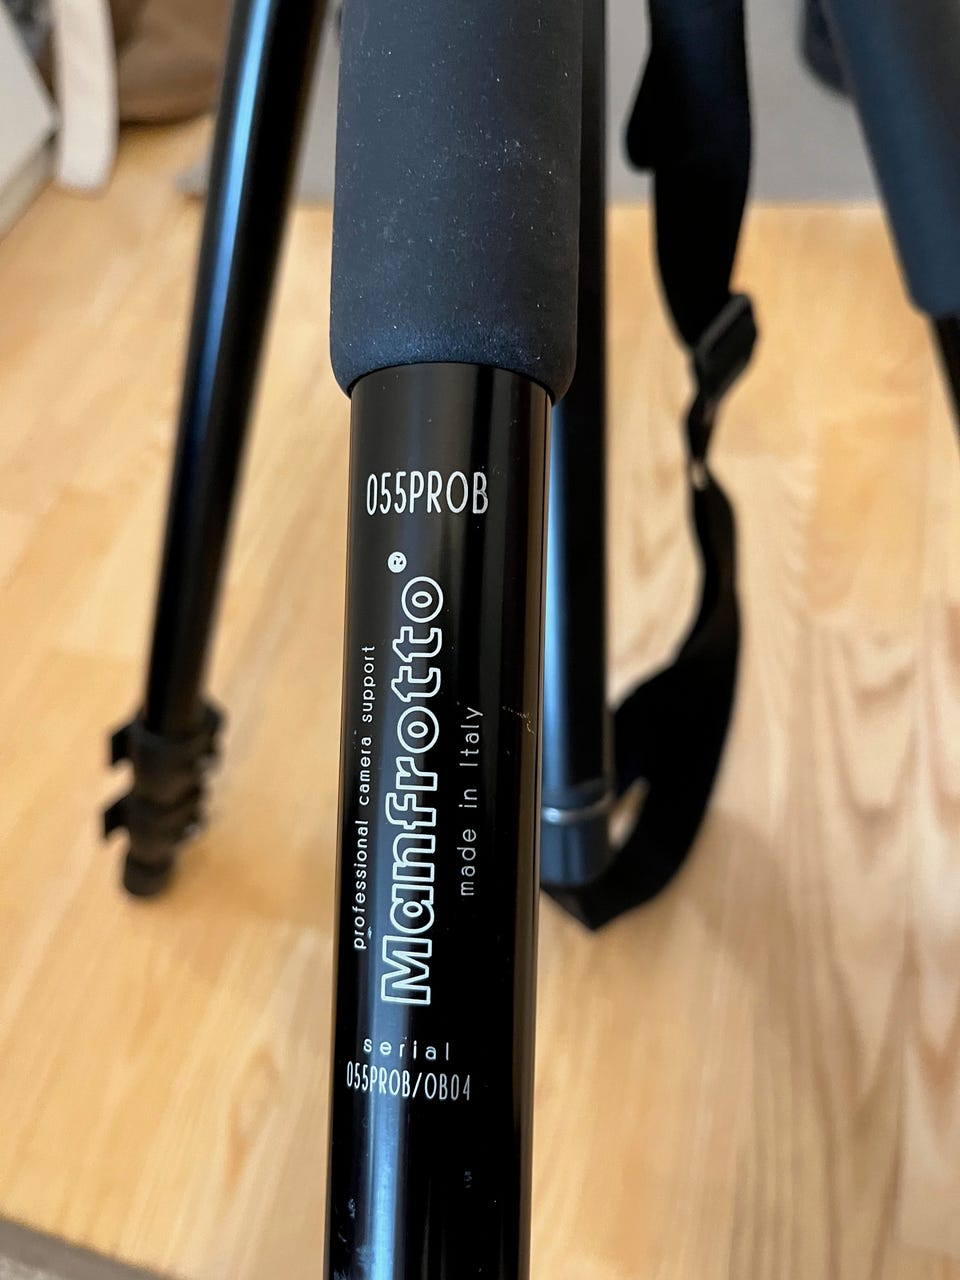 055PROB
professional camera support
Manfrotto®
made in Italy
serial
055PROB/OB04